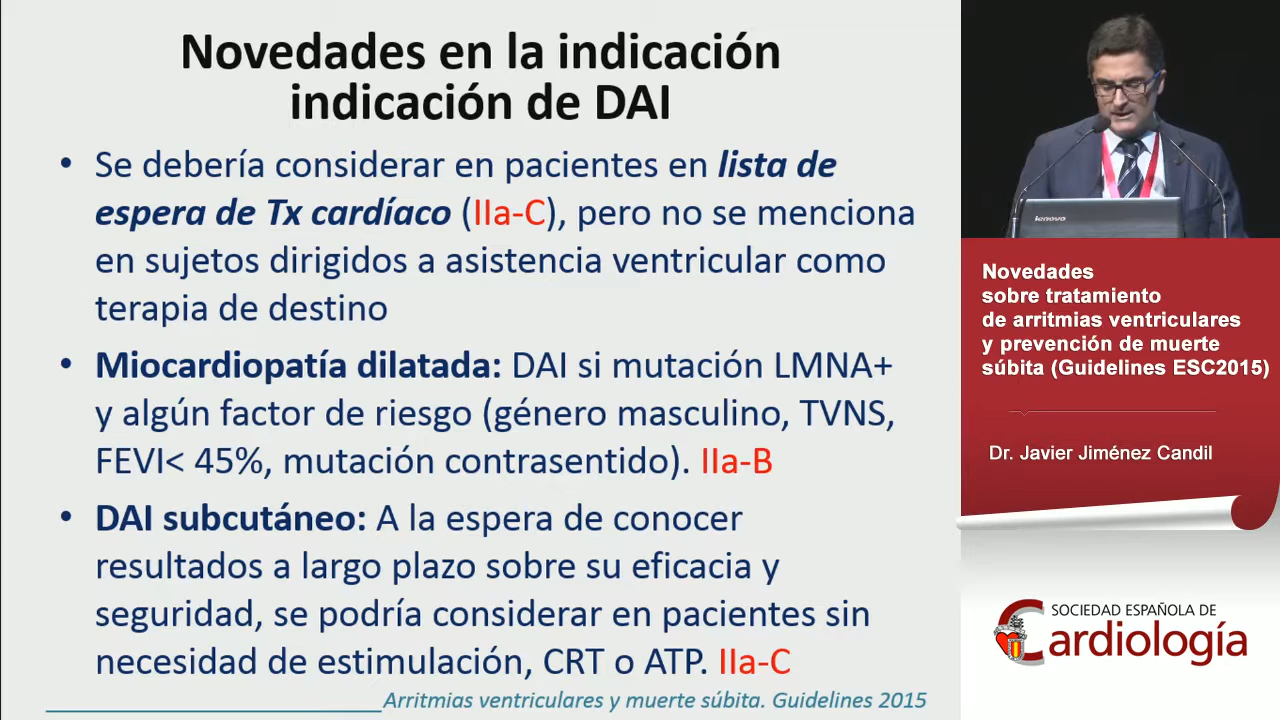 Novedades en la indicación
indicación de DAI
• Se debería considerar en pacientes en lista de
espera de Tx cardíaco (IIa-C), pero no se menciona
en sujetos dirigidos a asistencia ventricular como
terapia de destino
• Miocardiopatía dilatada: DAI si mutación LMNA+
y algún factor de riesgo (género masculino, TVNS,
FEVI< 45%, mutación contrasentido). IIa-B
• DAI subcutáneo: A la espera de conocer
resultados a largo plazo sobre su eficacia y
seguridad, se podría considerar en pacientes sin
necesidad de estimulación, CRT o ATP. IIa-C
Arritmias ventriculares y muerte súbita. Guidelines 2015
lenovo
Novedades
sobre tratamiento
de arritmias ventriculares
y prevención de muerte
súbita (Guidelines ESC2015)
Dr. Javier Jiménez Candil
SOCIEDAD ESPAÑOLA DE
Cardiología